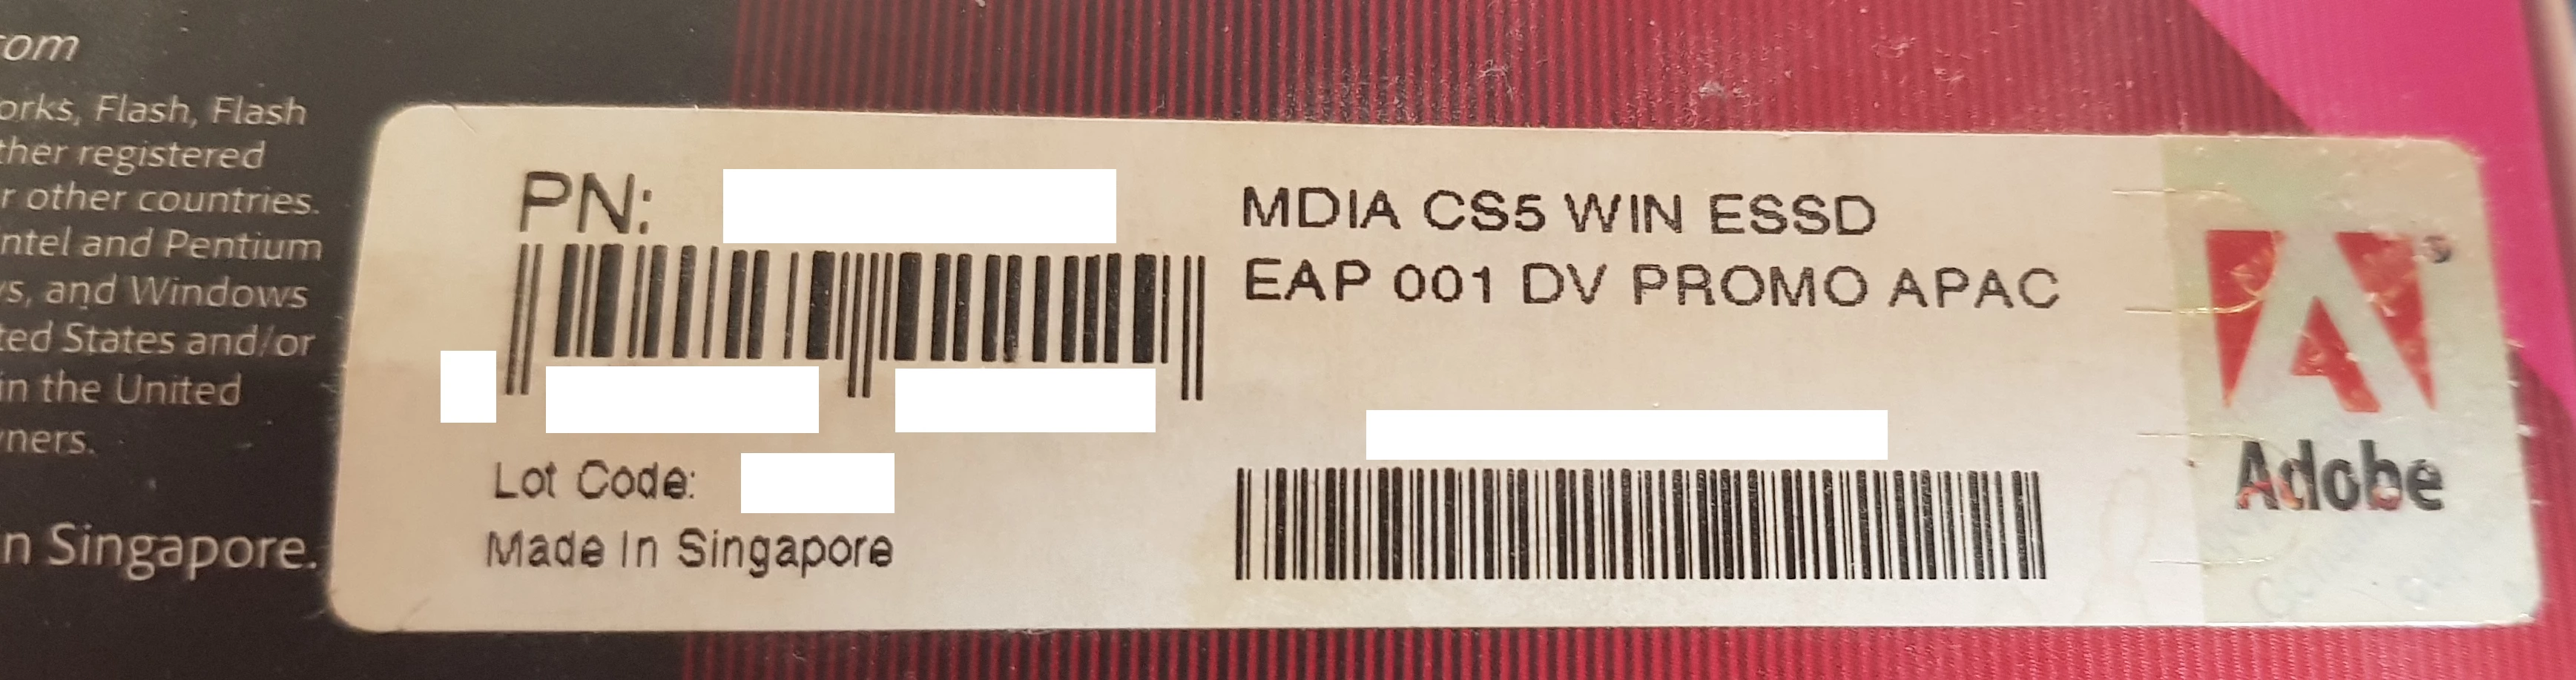 om
orks, Flash, Flash
ther registered
r other countries.
ntel and Pentium
s, and Windows
ted States and/or
in the United
ners.
n Singapore.
PN:
Lot Code:
Made In Singapore
MDIA CS5 WIN ESSD
EAP 001 DV PROMO APAC
®
Adobe